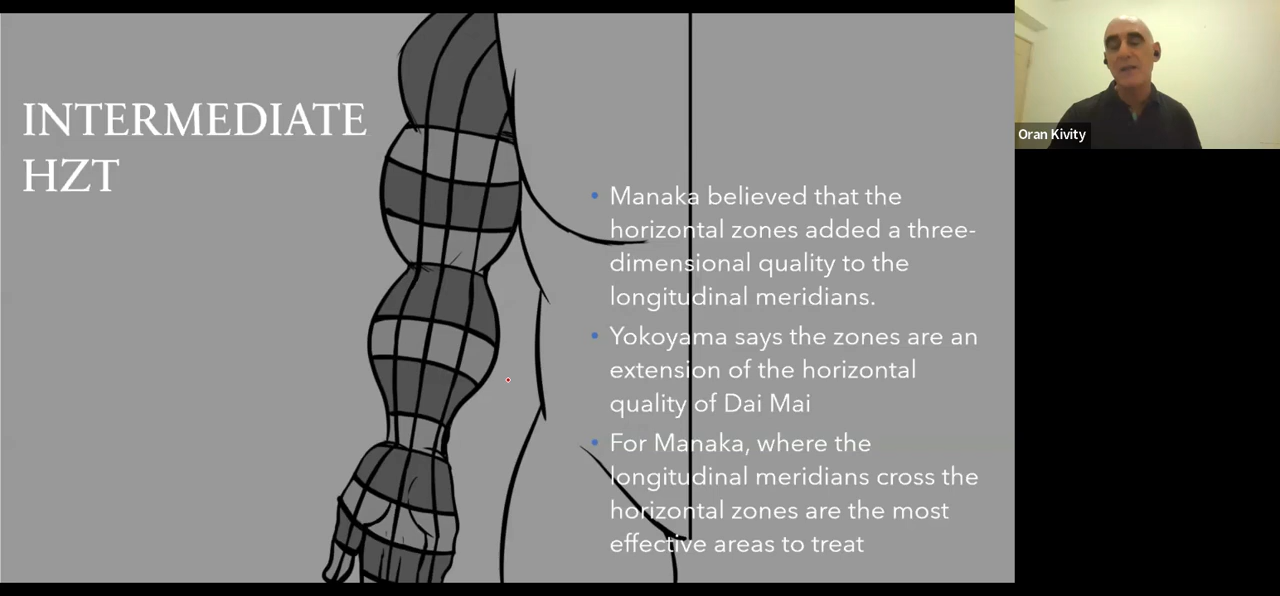 INTERMEDIATE
HZT
Oran Kivity
• Manaka believed that the
horizontal zones added a three-
dimensional quality to the
longitudinal meridians.
• Yokoyama says the zones are an
extension of the horizontal
quality of Dai Mai
• For Manaka, where the
longitudinal meridians cross the
horizontal zones are the most
effective areas to treat